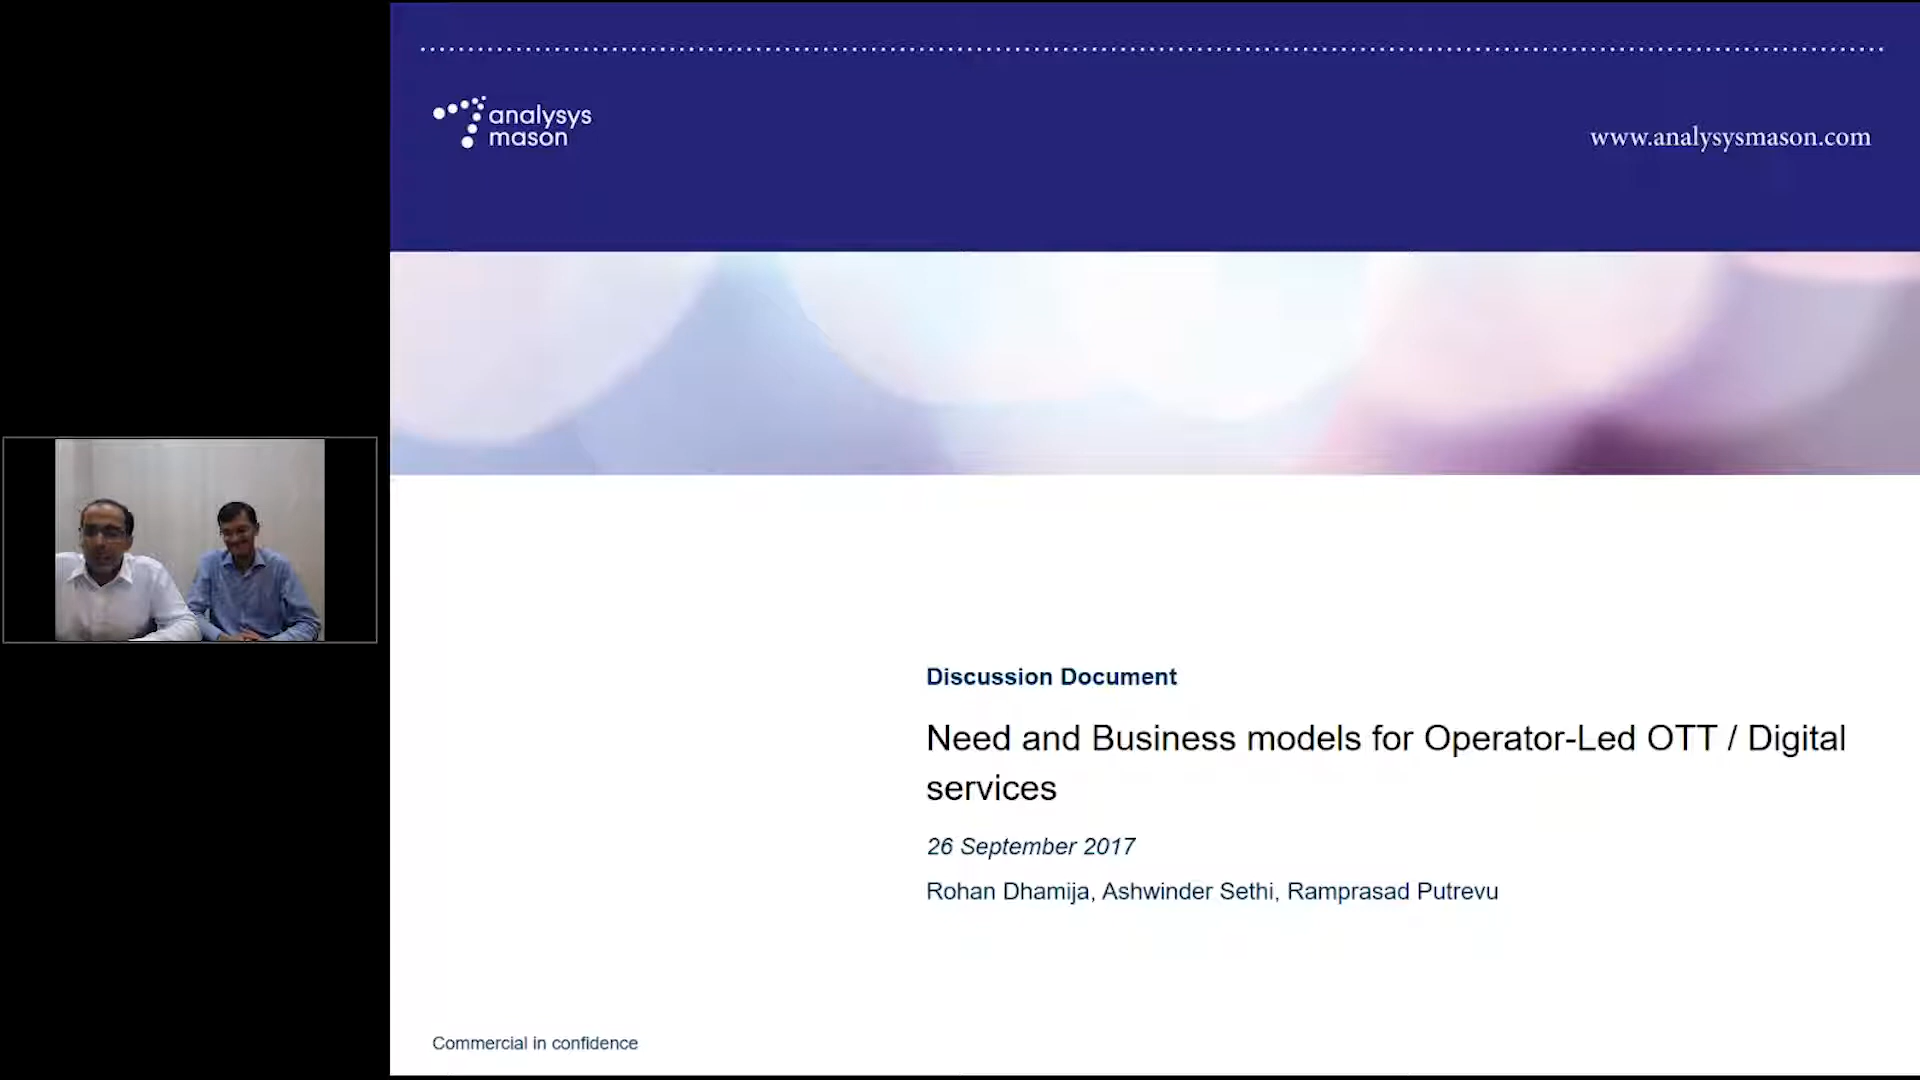 analysys
mason
www.analysysmason.com
Discussion Document
Need and Business models for Operator-Led OTT / Digital
services
26 September 2017
Rohan Dhamija, Ashwinder Sethi, Ramprasad Putrevu
Commercial in confidence